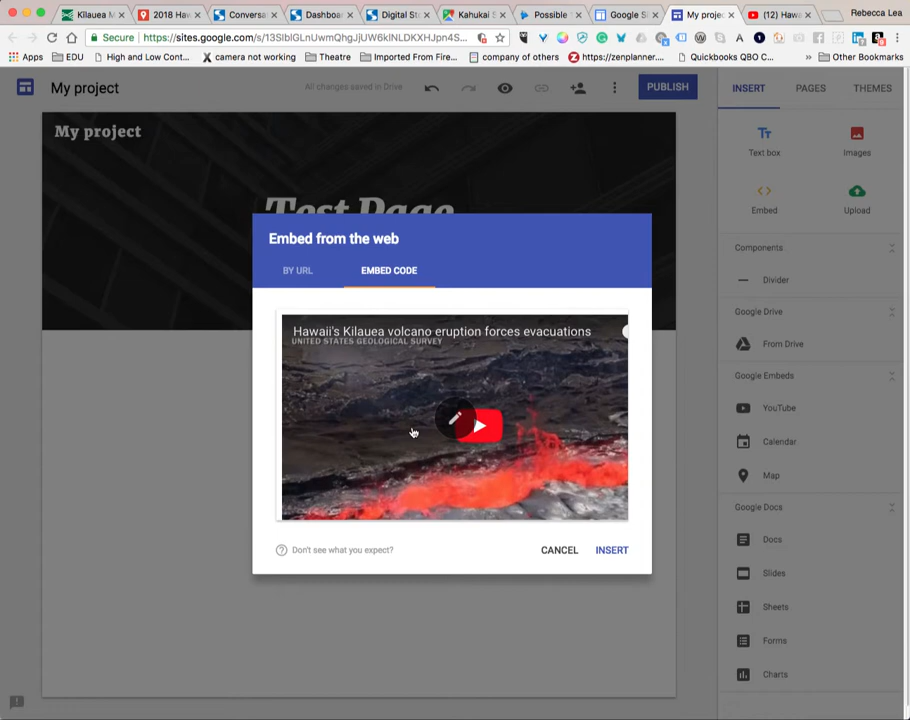 Kīlauea M
2018 Haw
Conversa
Dashboa
Digital St
Kahukai S
Possible
Google Si
My projec
(12) Hawa
Rebecca Lea
Secure
https://sites.google.com/s/13SlblGLnUwmQhgJjUW6klNLDKXHJpn4S...
Apps
EDU
High and Low Cont...
camera not working
Theatre
Imported From Fire...
company of others
https://zenplanner....
Quickbooks QBO C...
»
Other Bookmarks
My project
All changes saved in Drive
PUBLISH
INSERT
PAGES
THEMES
My project
Test Page
Text box
Images
Embed
Upload
Embed from the web
BY URL
EMBED CODE
Hawaii's Kilauea volcano eruption forces evacuations
UNITED STATES GEOLOGICAL SURVEY
Don't see what you expect?
CANCEL
INSERT
Components
Divider
Google Drive
From Drive
Google Embeds
YouTube
Calendar
Map
Google Docs
Docs
Slides
Sheets
Forms
Charts